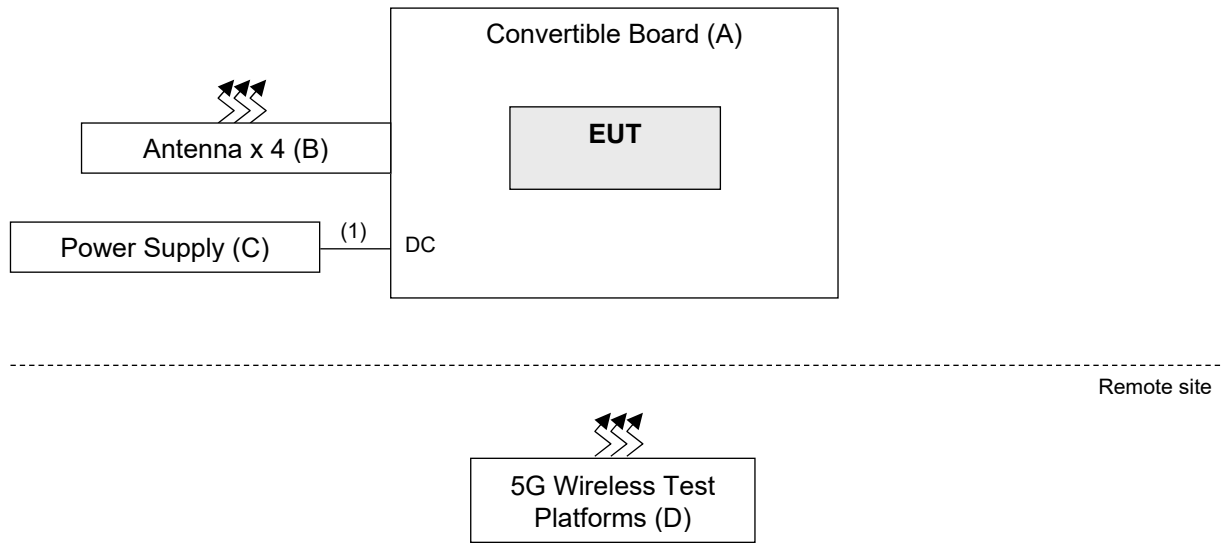 Convertible Board (A)
EUT
Antenna x 4 (B)
Power Supply (C)
(1)
DC
Remote site
5G Wireless Test
Platforms (D)